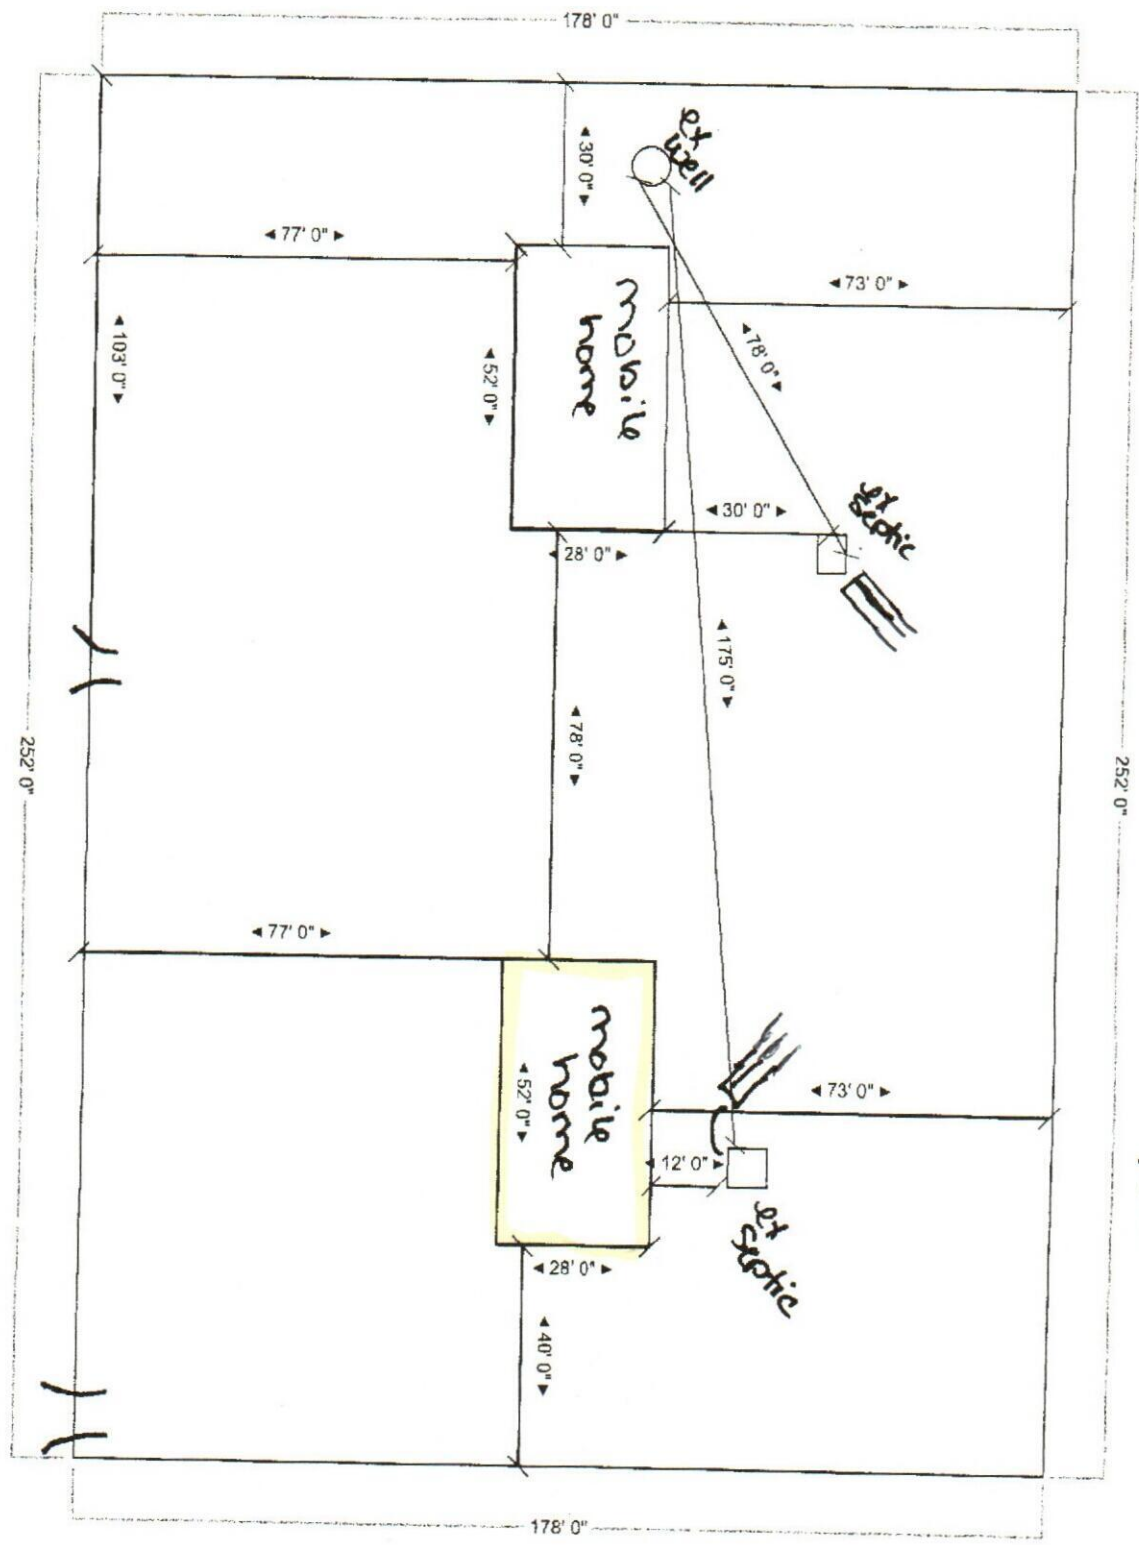 178' 0"
30' 0"
ex
well
77' 0"
73' 0"
103' 0"
52' 0"
mobile
home
78' 0"
ex
septic
30' 0"
28' 0"
175' 0"
78' 0"
252' 0"
252' 0"
77' 0"
mobile
home
52' 0"
73' 0"
12' 0"
ex
septic
28' 0"
40' 0"
178' 0"